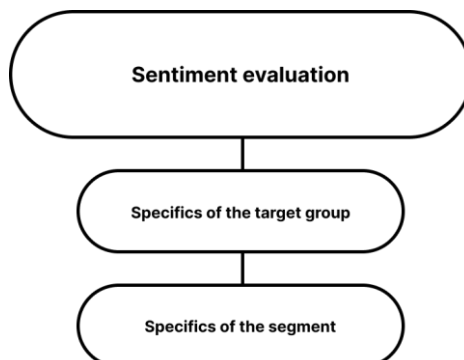 Sentiment evaluation
Specifics of the target group
Specifics of the segment